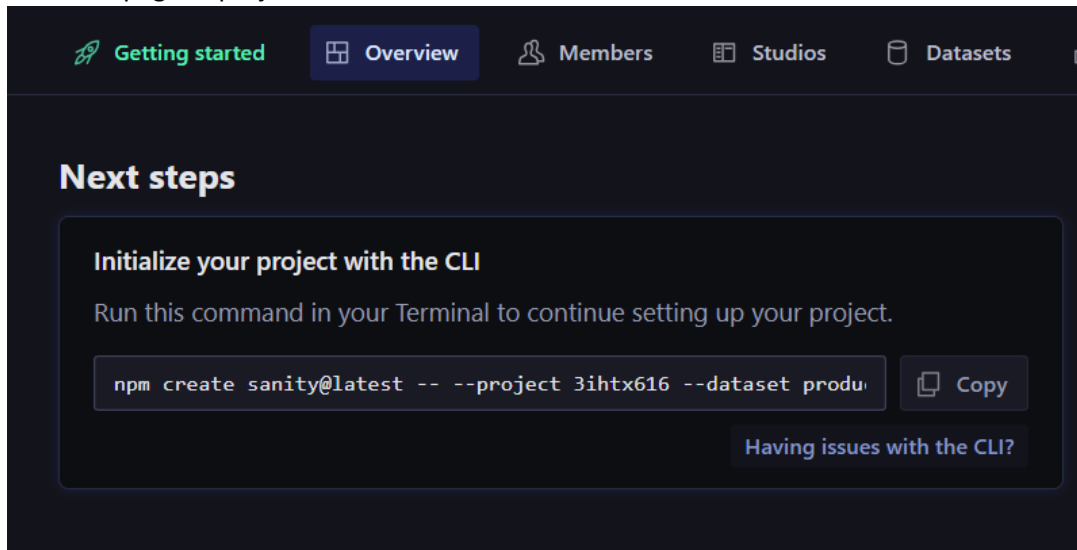 Getting started Overview Members Studios Datasets
Next steps
Initialize your project with the CLI
Run this command in your Terminal to continue setting up your project.
npm create sanity@latest -- --project 3ihtx616 --dataset produ
Copy
Having issues with the CLI?